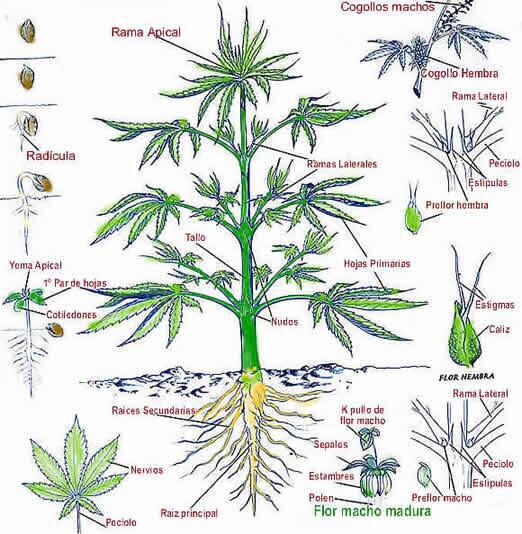 Cogollos machos
Rama Apical
Cogollo Hembra
Rama Lateral
Radícula
Ramas Laterales
Peciolo
Estipulas
Preflor hembra
Tallo
Yema Apical
Hojas Primarias
1º Par de hojas
Cotiledones
Nudos
Estigmas
Caliz
FLOR HEMBRA
Rama Lateral
Raices Secundarias
K pullo de
flor macho
Sepalos
Nervios
Estambres
Peciolo
Estipulas
Polen
Preflor macho
Raiz principal
Flor macho madura
Peciolo